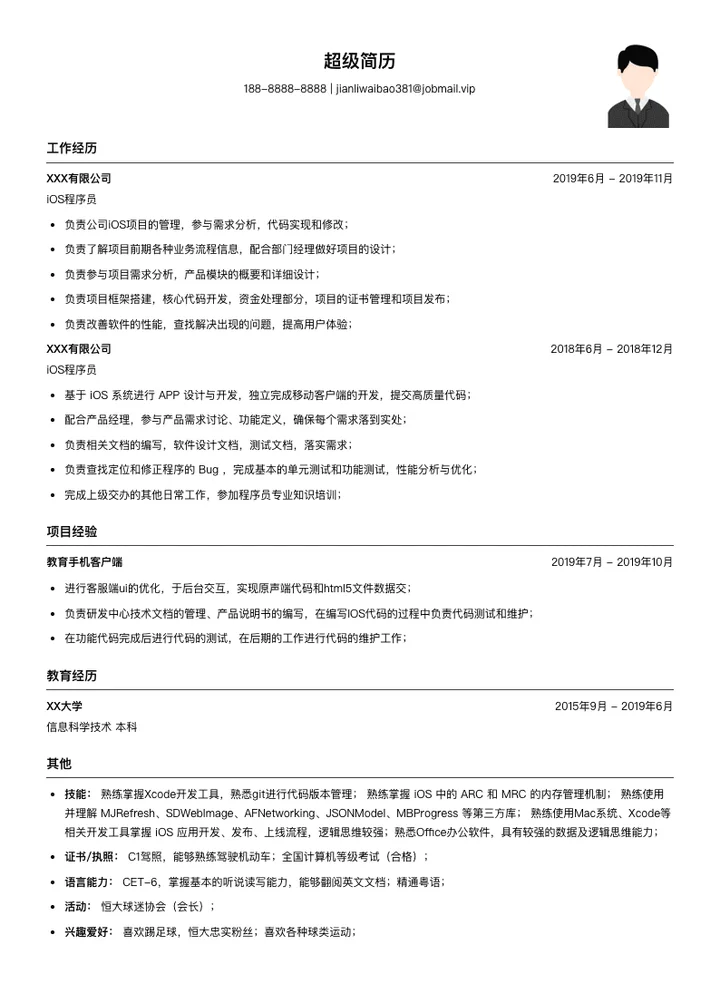 超级简历
188-8888-8888 | jianliwaibao381@jobmail.vip
工作经历
XXX有限公司 2019年6月 - 2019年11月
iOS程序员
• 负责公司iOS项目的管理，参与需求分析，代码实现和修改；
• 负责了解项目前期各种业务流程信息，配合部门经理做好项目的设计；
• 负责参与项目需求分析，产品模块的概要和详细设计；
• 负责项目框架搭建，核心代码开发，资金处理部分，项目的证书管理和项目发布；
• 负责改善软件的性能，查找解决出现的问题，提高用户体验；
XXX有限公司 2018年6月 - 2018年12月
iOS程序员
• 基于 iOS 系统进行 APP 设计与开发，独立完成移动客户端的开发，提交高质量代码；
• 配合产品经理，参与产品需求讨论、功能定义，确保每个需求落到实处；
• 负责相关文档的编写，软件设计文档，测试文档，落实需求；
• 负责查找定位和修正程序的 Bug ，完成基本的单元测试和功能测试，性能分析与优化；
• 完成上级交办的其他日常工作，参加程序员专业知识培训；
项目经验
教育手机客户端 2019年7月 - 2019年10月
• 进行客服端ui的优化，于后台交互，实现原声端代码和html5文件数据交；
• 负责研发中心技术文档的管理、产品说明书的编写，在编写IOS代码的过程中负责代码测试和维护；
• 在功能代码完成后进行代码的测试，在后期的工作进行代码的维护工作；
教育经历
XX大学 2015年9月 - 2019年6月
信息科学技术 本科
其他
• 技能： 熟练掌握Xcode开发工具，熟悉git进行代码版本管理； 熟练掌握 iOS 中的 ARC 和 MRC 的内存管理机制； 熟练使用
并理解 MJRefresh、SDWebImage、AFNetworking、JSONModel、MBProgress 等第三方库； 熟练使用Mac系统、Xcode等
相关开发工具掌握 iOS 应用开发、发布、上线流程，逻辑思维较强；熟悉Office办公软件，具有较强的数据及逻辑思维能力；
• 证书/执照： C1驾照，能够熟练驾驶机动车；全国计算机等级考试（合格）；
• 语言能力： CET-6，掌握基本的听说读写能力，能够翻阅英文文档；精通粤语；
• 活动： 恒大球迷协会（会长）；
• 兴趣爱好： 喜欢踢足球，恒大忠实粉丝；喜欢各种球类运动；